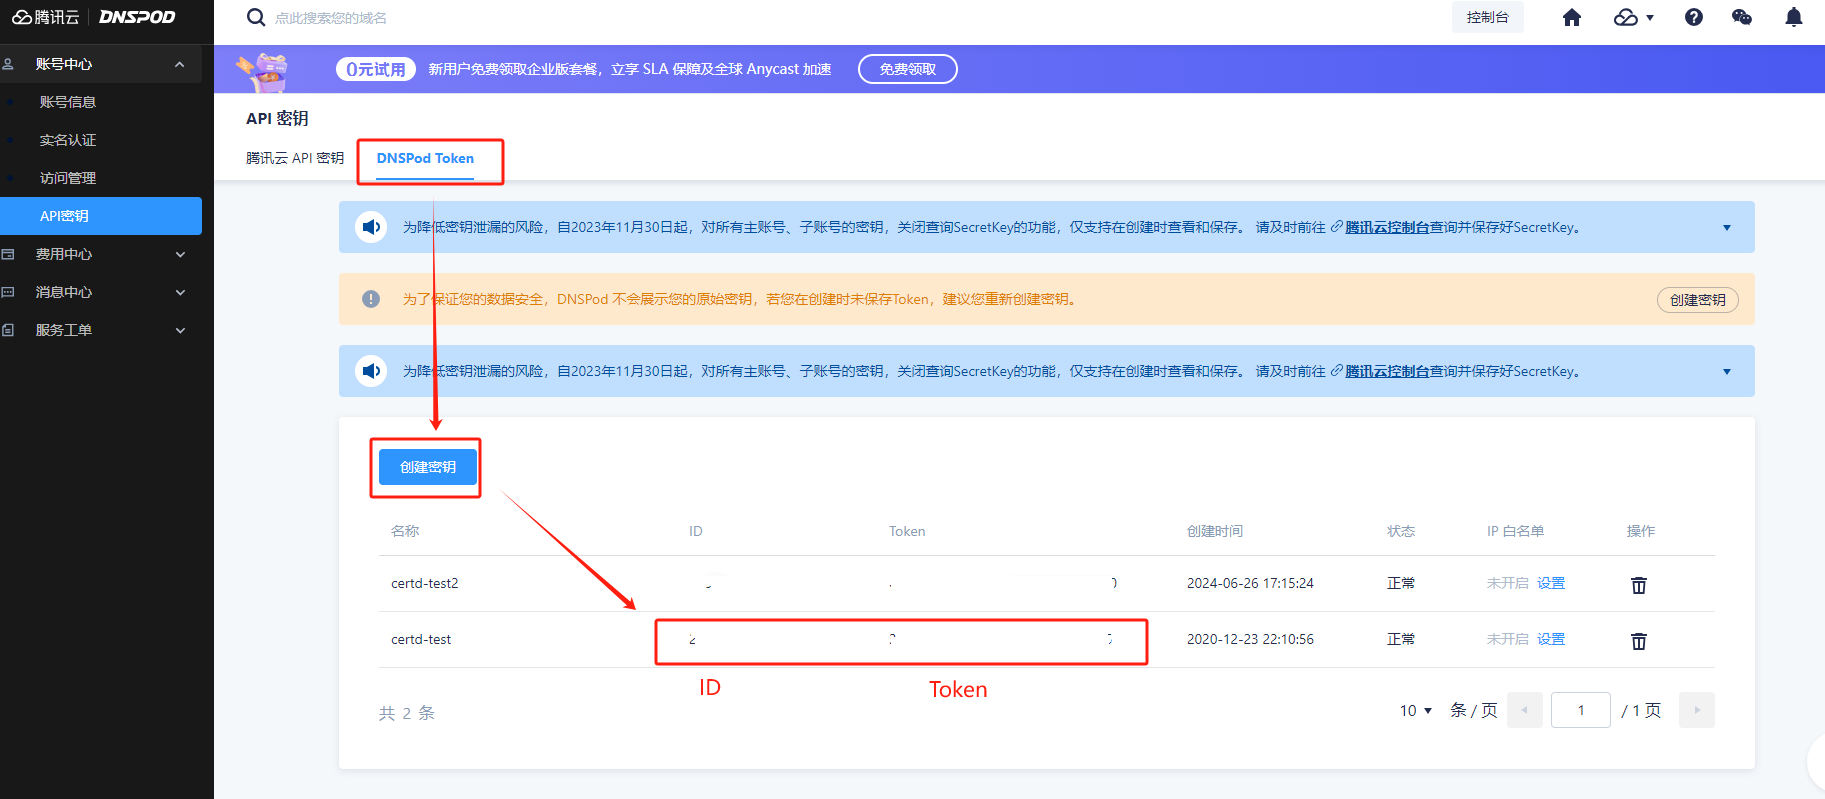 腾讯云 | DNSPOD
点此搜索您的域名
控制台
账号中心
账号信息
实名认证
访问管理
API密钥
费用中心
消息中心
服务工单
0元试用 新用户免费领取企业版套餐，立享 SLA 保障及全球 Anycast 加速 免费领取
API 密钥
腾讯云 API 密钥 DNSPod Token
为降低密钥泄漏的风险，自2023年11月30日起，对所有主账号、子账号的密钥，关闭查询SecretKey的功能，仅支持在创建时查看和保存。 请及时前往 腾讯云控制台查询并保存好SecretKey。
为了保证您的数据安全，DNSPod 不会展示您的原始密钥，若您在创建时未保存Token，建议您重新创建密钥。 创建密钥
为降低密钥泄漏的风险，自2023年11月30日起，对所有主账号、子账号的密钥，关闭查询SecretKey的功能，仅支持在创建时查看和保存。 请及时前往 腾讯云控制台查询并保存好SecretKey。
创建密钥
名称 ID Token 创建时间 状态 IP 白名单 操作
certd-test2 2024-06-26 17:15:24 正常 未开启 设置
certd-test 2020-12-23 22:10:56 正常 未开启 设置
ID Token
共 2 条
10 条 / 页 1 / 1 页